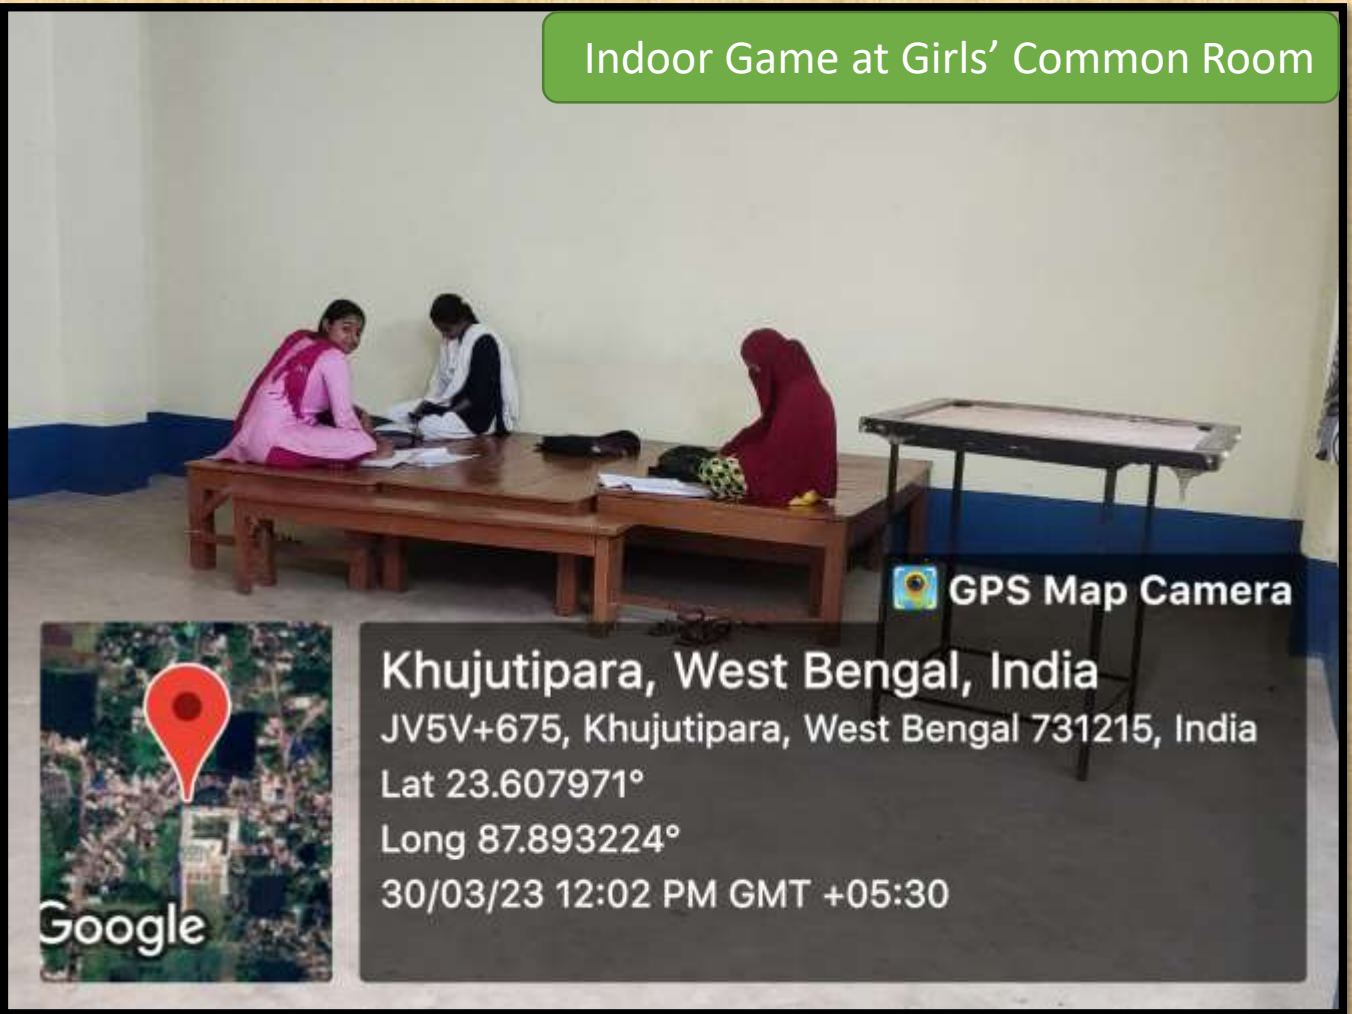 Indoor Game at Girls’ Common Room
GPS Map Camera
Khujutipara, West Bengal, India
JV5V+675, Khujutipara, West Bengal 731215, India
Lat 23.607971°
Long 87.893224°
30/03/23 12:02 PM GMT +05:30
Google